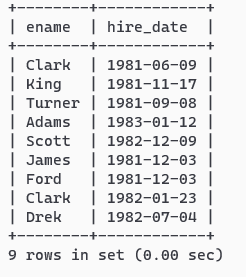 +--------+------------+
| ename  | hire_date  |
+--------+------------+
| Clark  | 1981-06-09 |
| King   | 1981-11-17 |
| Turner | 1981-09-08 |
| Adams  | 1983-01-12 |
| Scott  | 1982-12-09 |
| James  | 1981-12-03 |
| Ford   | 1981-12-03 |
| Clark  | 1982-01-23 |
| Drek   | 1982-07-04 |
+--------+------------+
9 rows in set (0.00 sec)